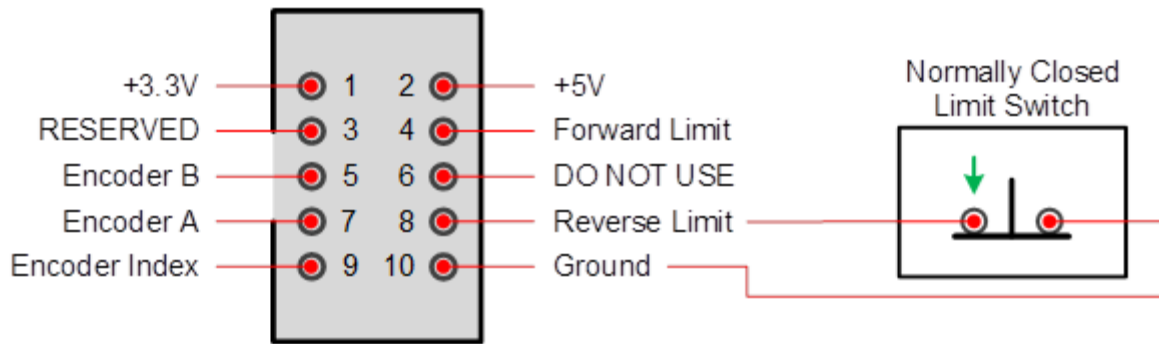 +3.3V 1 2 +5V
RESERVED 3 4 Forward Limit
Encoder B 5 6 DO NOT USE
Encoder A 7 8 Reverse Limit
Encoder Index 9 10 Ground
Normally Closed
Limit Switch